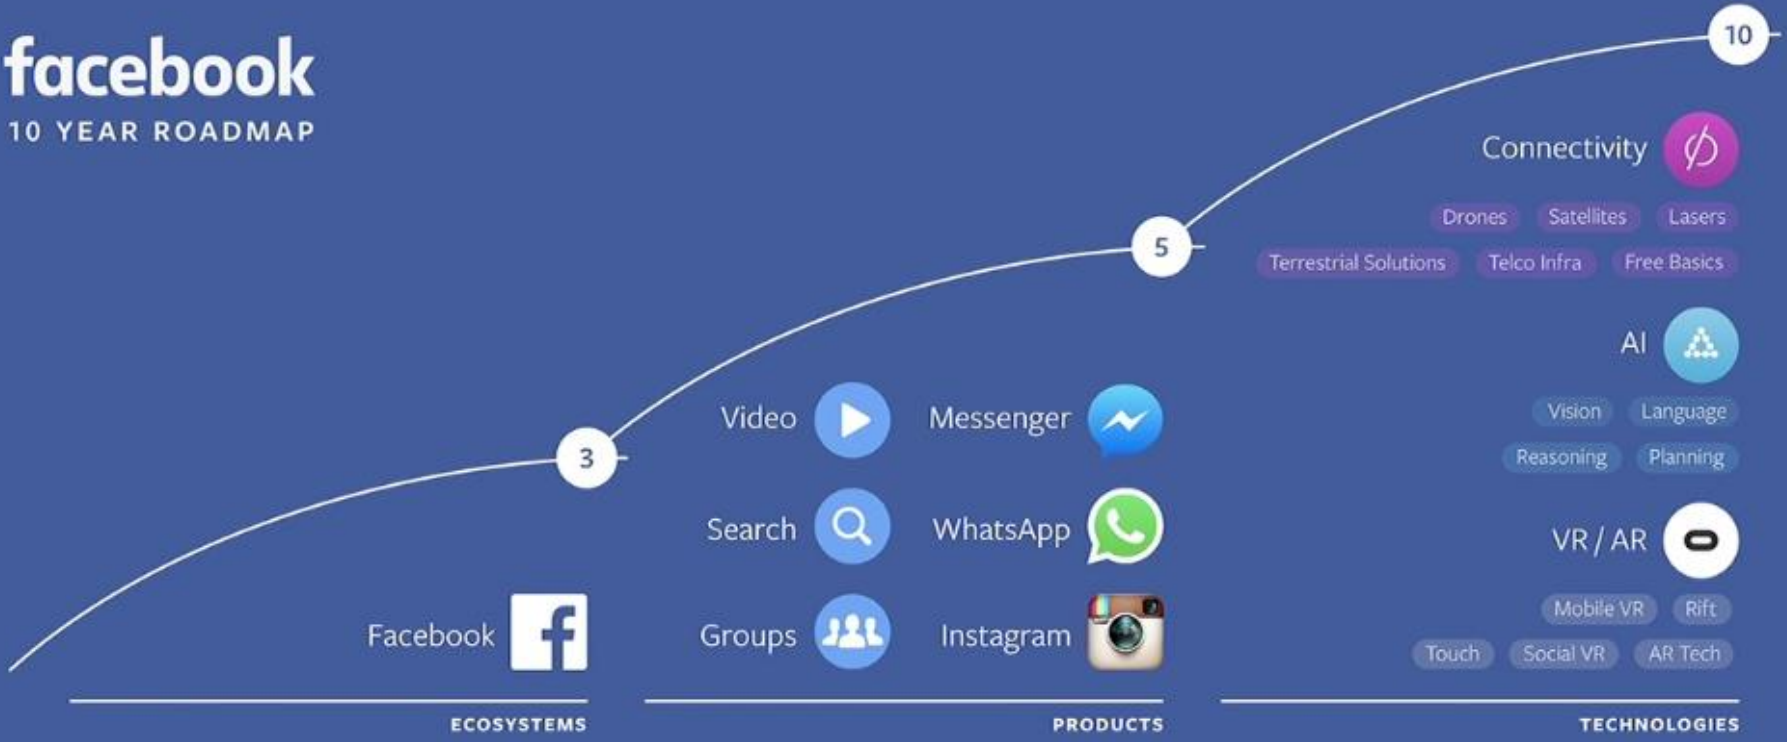 facebook
10 YEAR ROADMAP
3
5
10
Facebook
ECOSYSTEMS
Video
Messenger
Search
WhatsApp
Groups
Instagram
PRODUCTS
Connectivity
Drones Satellites Lasers
Terrestrial Solutions Telco Infra Free Basics
AI
Vision Language
Reasoning Planning
VR / AR
Mobile VR Rift
Touch Social VR AR Tech
TECHNOLOGIES